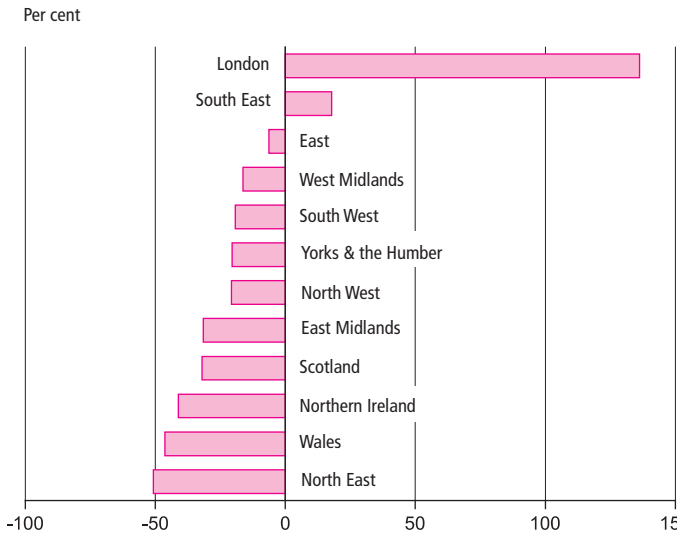 Per cent
London
South East
East
West Midlands
South West
Yorks & the Humber
North West
East Midlands
Scotland
Northern Ireland
Wales
North East
-100 -50 0 50 100 15